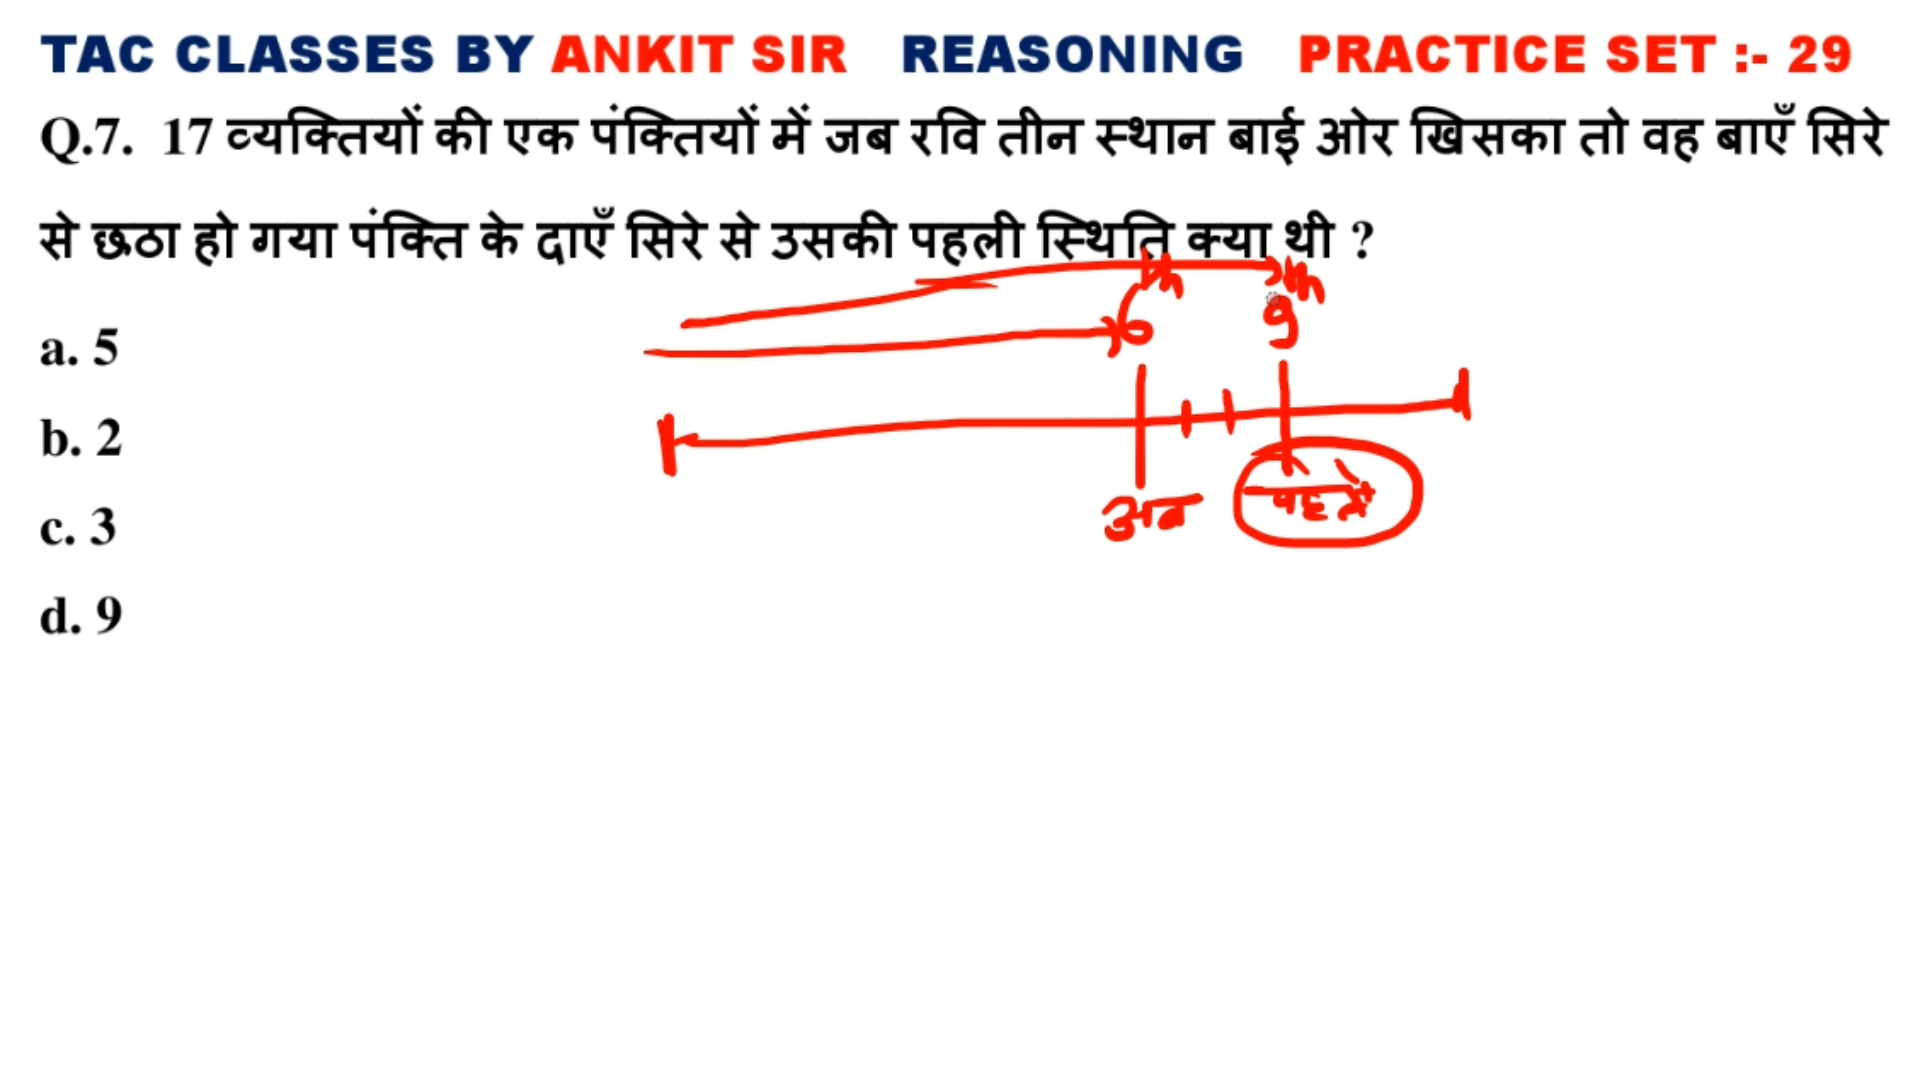 TAC CLASSES BY ANKIT SIR REASONING PRACTICE SET :- 29
Q.7. 17 व्यक्तियों की एक पंक्तियों में जब रवि तीन स्थान बाई ओर खिसका तो वह बाएँ सिरे
से छठा हो गया पंक्ति के दाएँ सिरे से उसकी पहली स्थिति क्या थी ?
a. 5
6 9
b. 2
अब पहले
c. 3
d. 9